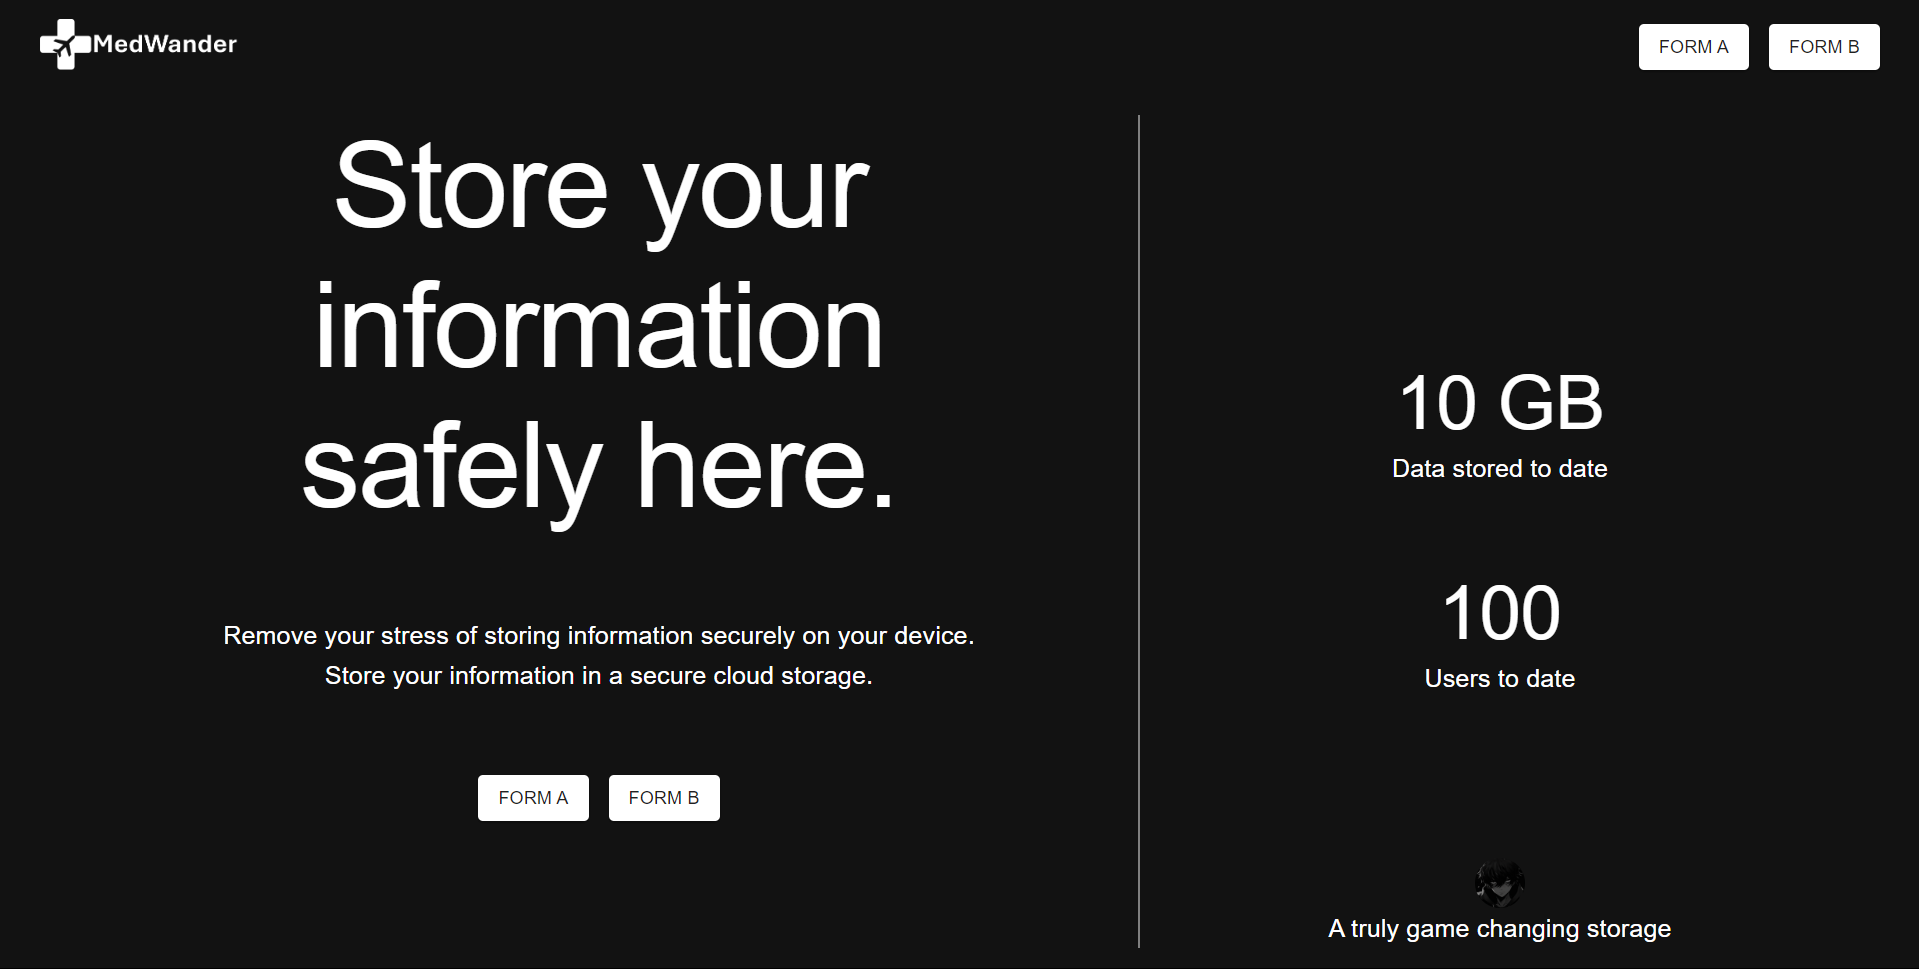 MedWander
FORM A
FORM B
Store your
information
safely here.
Remove your stress of storing information securely on your device.
Store your information in a secure cloud storage.
FORM A
FORM B
10 GB
Data stored to date
100
Users to date
A truly game changing storage